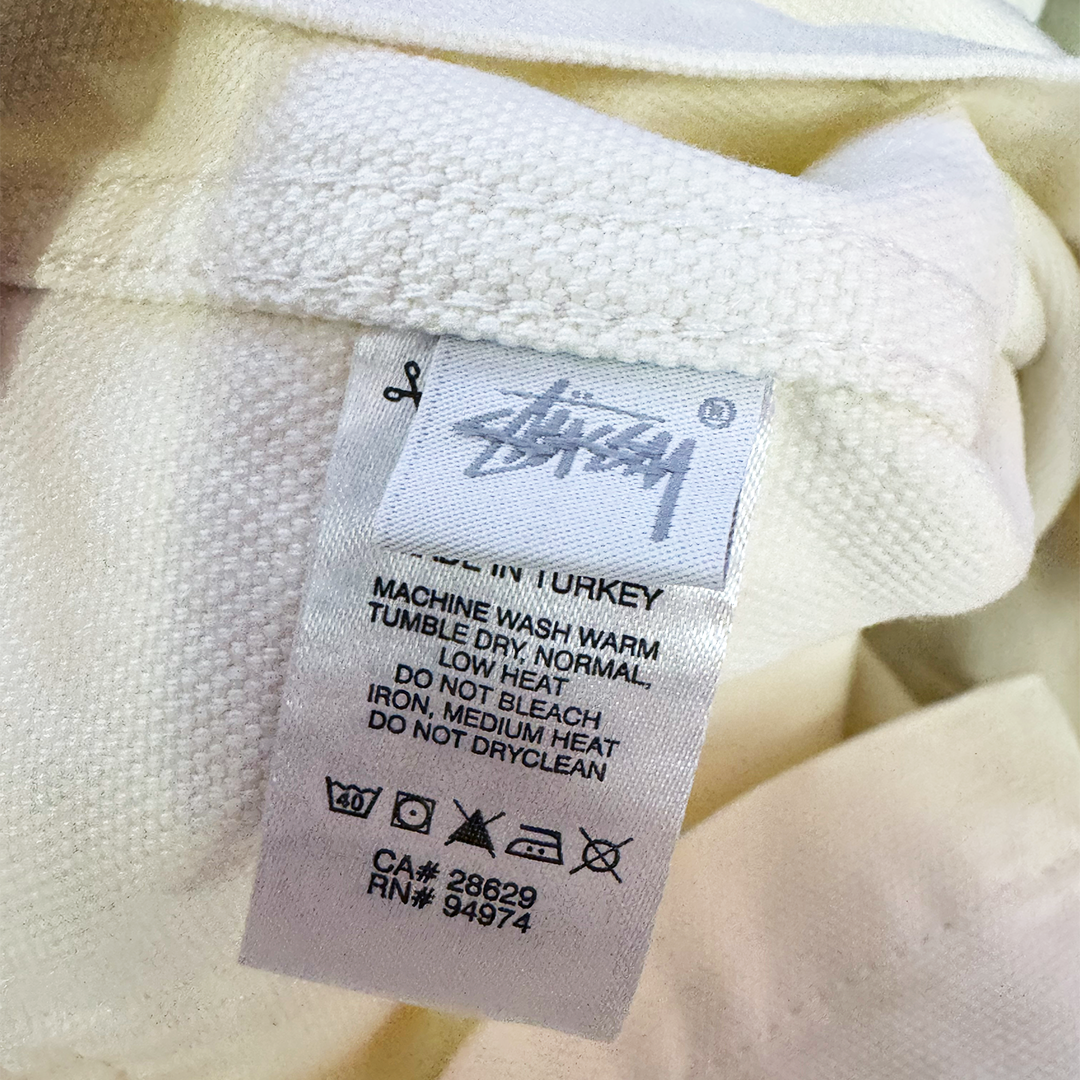 Stüssy
M
IN TURKEY
MACHINE WASH WARM
TUMBLE DRY, NORMAL,
LOW HEAT
DO NOT BLEACH
IRON, MEDIUM HEAT
DO NOT DRYCLEAN
40
CA# 28629
RN# 94974